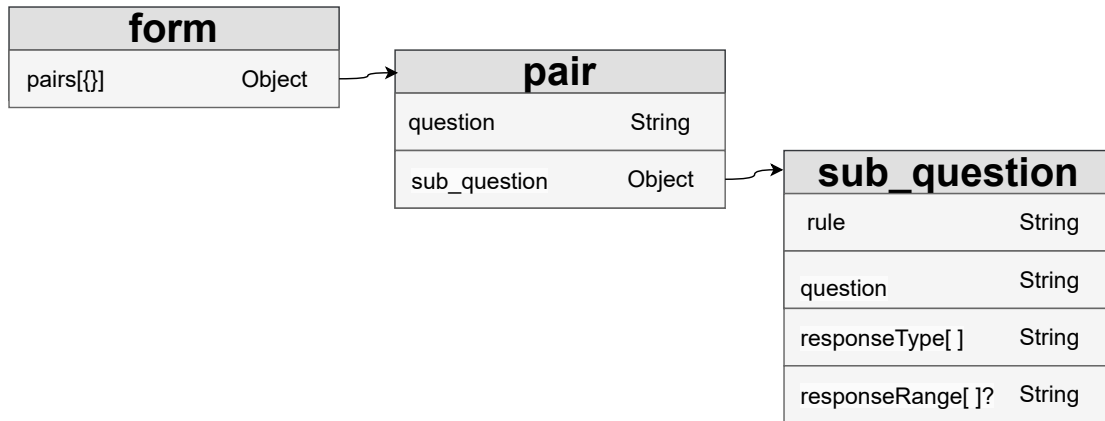 form
pairs[{}] Object
pair
question String
sub_question Object
sub_question
rule String
question String
responseType[ ] String
responseRange[ ]? String